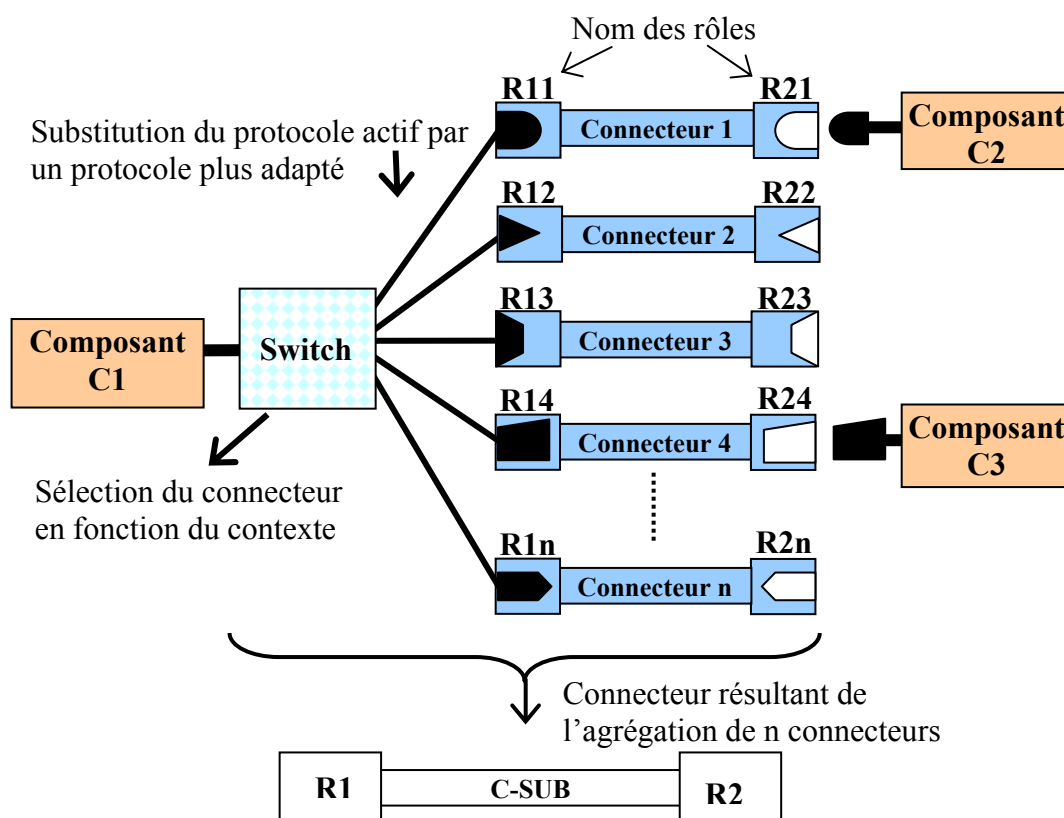 Nom des rôles
R11
R21
Substitution du protocole actif par
un protocole plus adapté
Connecteur 1
Composant
C2
R12
R22
Connecteur 2
R13
R23
Composant
C1
Switch
Connecteur 3
R14
R24
Connecteur 4
Composant
C3
Sélection du connecteur
en fonction du contexte
R1n
R2n
Connecteur n
Connecteur résultant de
l’agrégation de n connecteurs
R1
C-SUB
R2